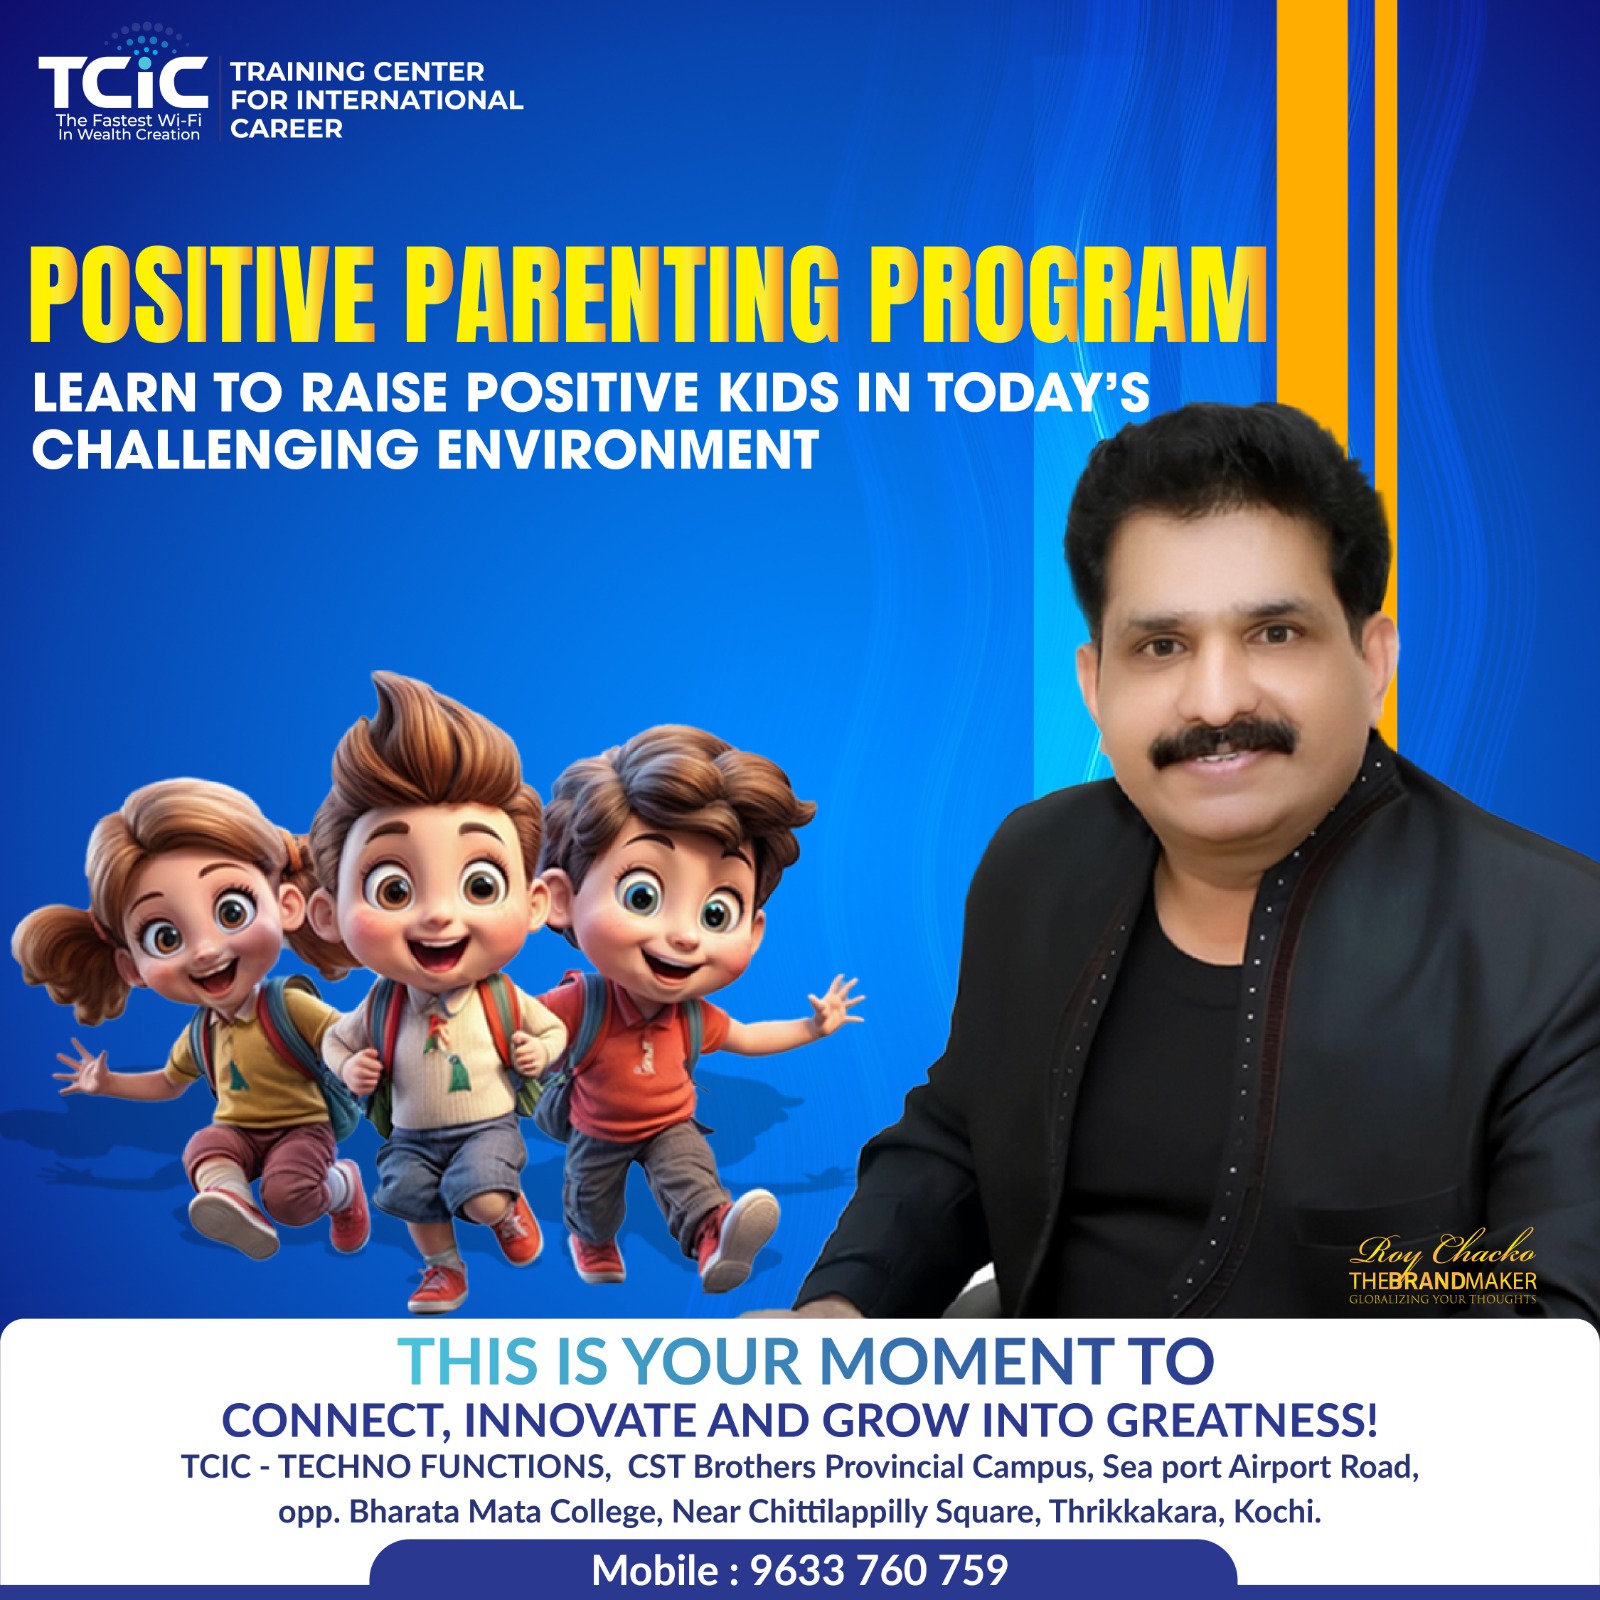 TCiC
The Fastest Wi-Fi
In Wealth Creation
TRAINING CENTER
FOR INTERNATIONAL
CAREER
POSITIVE PARENTING PROGRAM
LEARN TO RAISE POSITIVE KIDS IN TODAY'S
CHALLENGING ENVIRONMENT
Roy Chacko
THEBRANDMAKER
GLOBALIZING YOUR THOUGHTS
THIS IS YOUR MOMENT TO
CONNECT, INNOVATE AND GROW INTO GREATNESS!
TCIC - TECHNO FUNCTIONS, CST Brothers Provincial Campus, Sea port Airport Road,
opp. Bharata Mata College, Near Chittilappilly Square, Thrikkakara, Kochi.
Mobile : 9633 760 759